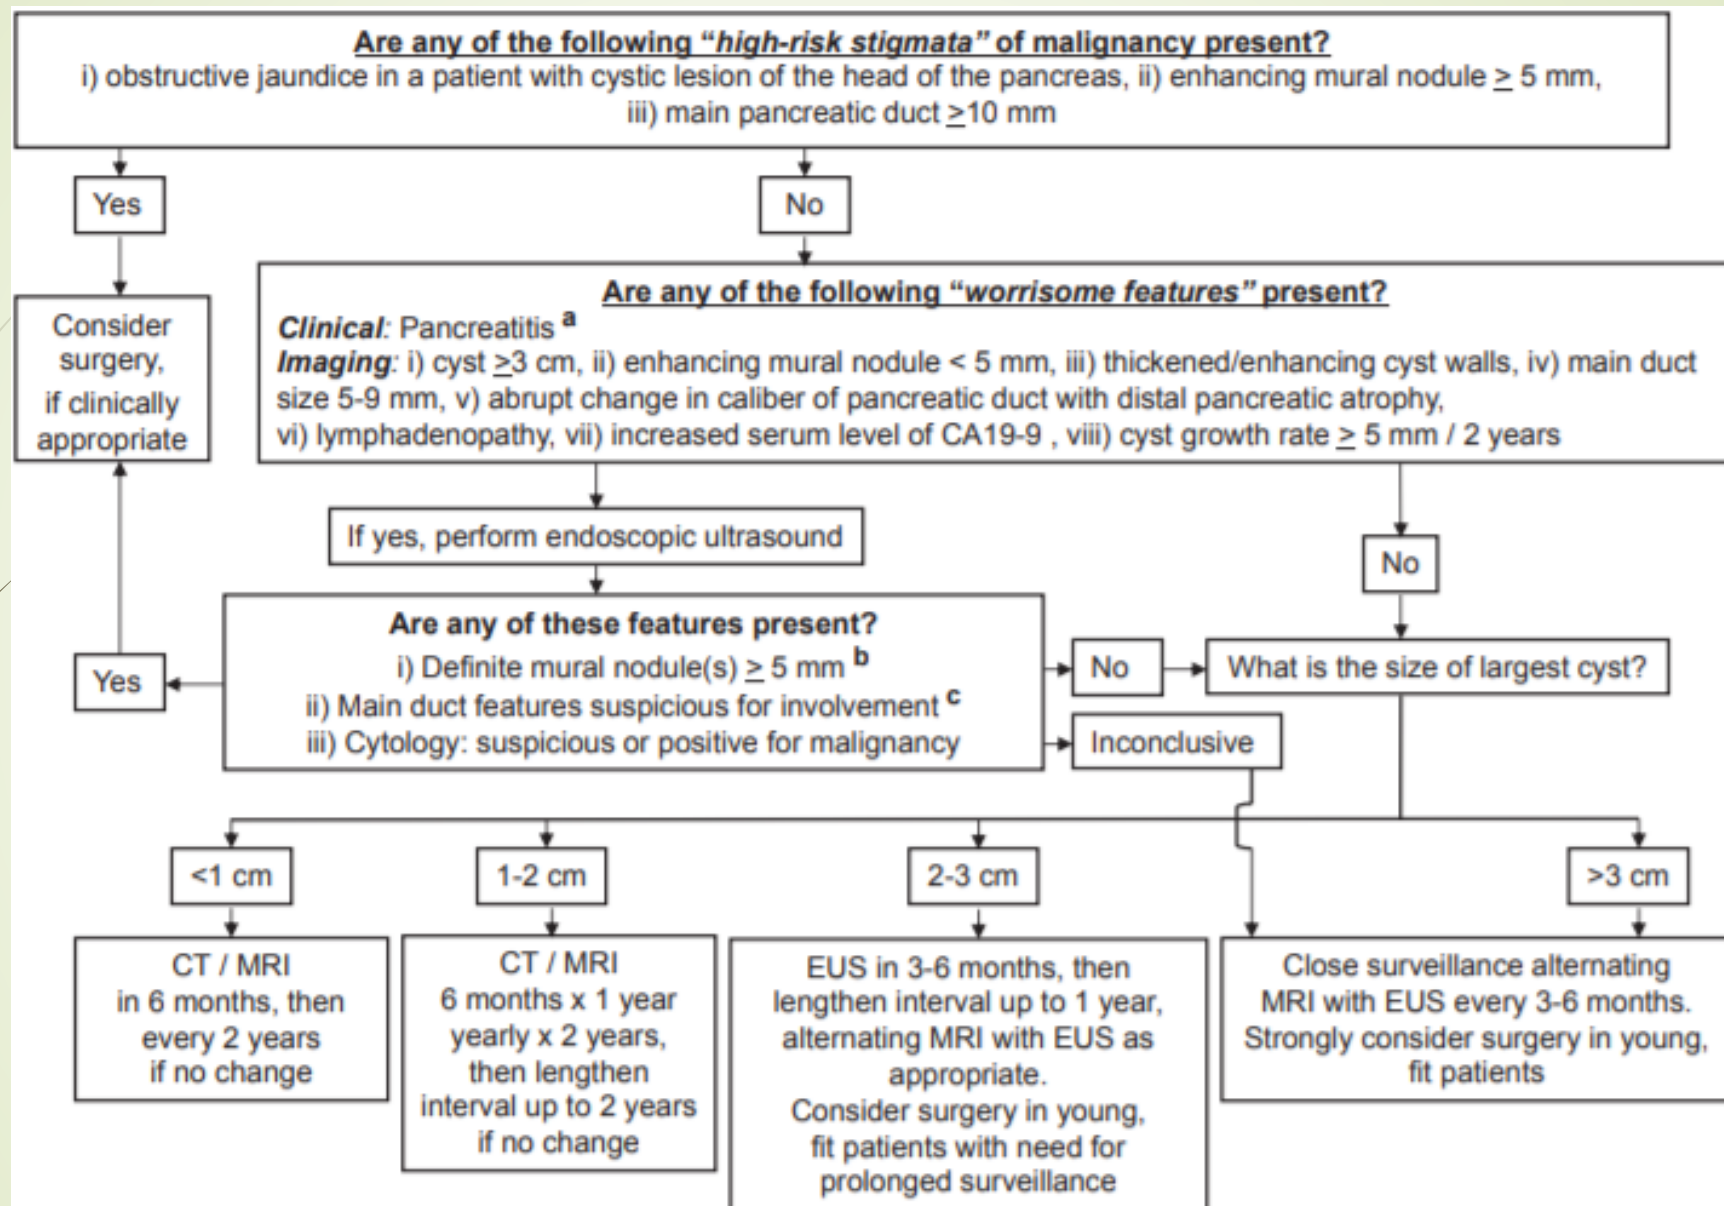 Are any of the following “high-risk stigmata” of malignancy present?
i) obstructive jaundice in a patient with cystic lesion of the head of the pancreas, ii) enhancing mural nodule ≥ 5 mm,
iii) main pancreatic duct ≥10 mm
Yes
No
Consider
surgery,
if clinically
appropriate
Are any of the following “worrisome features” present?
Clinical: Pancreatitis a
Imaging: i) cyst ≥3 cm, ii) enhancing mural nodule < 5 mm, iii) thickened/enhancing cyst walls, iv) main duct
size 5-9 mm, v) abrupt change in caliber of pancreatic duct with distal pancreatic atrophy,
vi) lymphadenopathy, vii) increased serum level of CA19-9 , viii) cyst growth rate ≥ 5 mm / 2 years
If yes, perform endoscopic ultrasound
No
Are any of these features present?
i) Definite mural nodule(s) ≥ 5 mm b
ii) Main duct features suspicious for involvement c
iii) Cytology: suspicious or positive for malignancy
Yes
No
What is the size of largest cyst?
Inconclusive
<1 cm
1-2 cm
2-3 cm
>3 cm
CT / MRI
in 6 months, then
every 2 years
if no change
CT / MRI
6 months x 1 year
yearly x 2 years,
then lengthen
interval up to 2 years
if no change
EUS in 3-6 months, then
lengthen interval up to 1 year,
alternating MRI with EUS as
appropriate.
Consider surgery in young,
fit patients with need for
prolonged surveillance
Close surveillance alternating
MRI with EUS every 3-6 months.
Strongly consider surgery in young,
fit patients